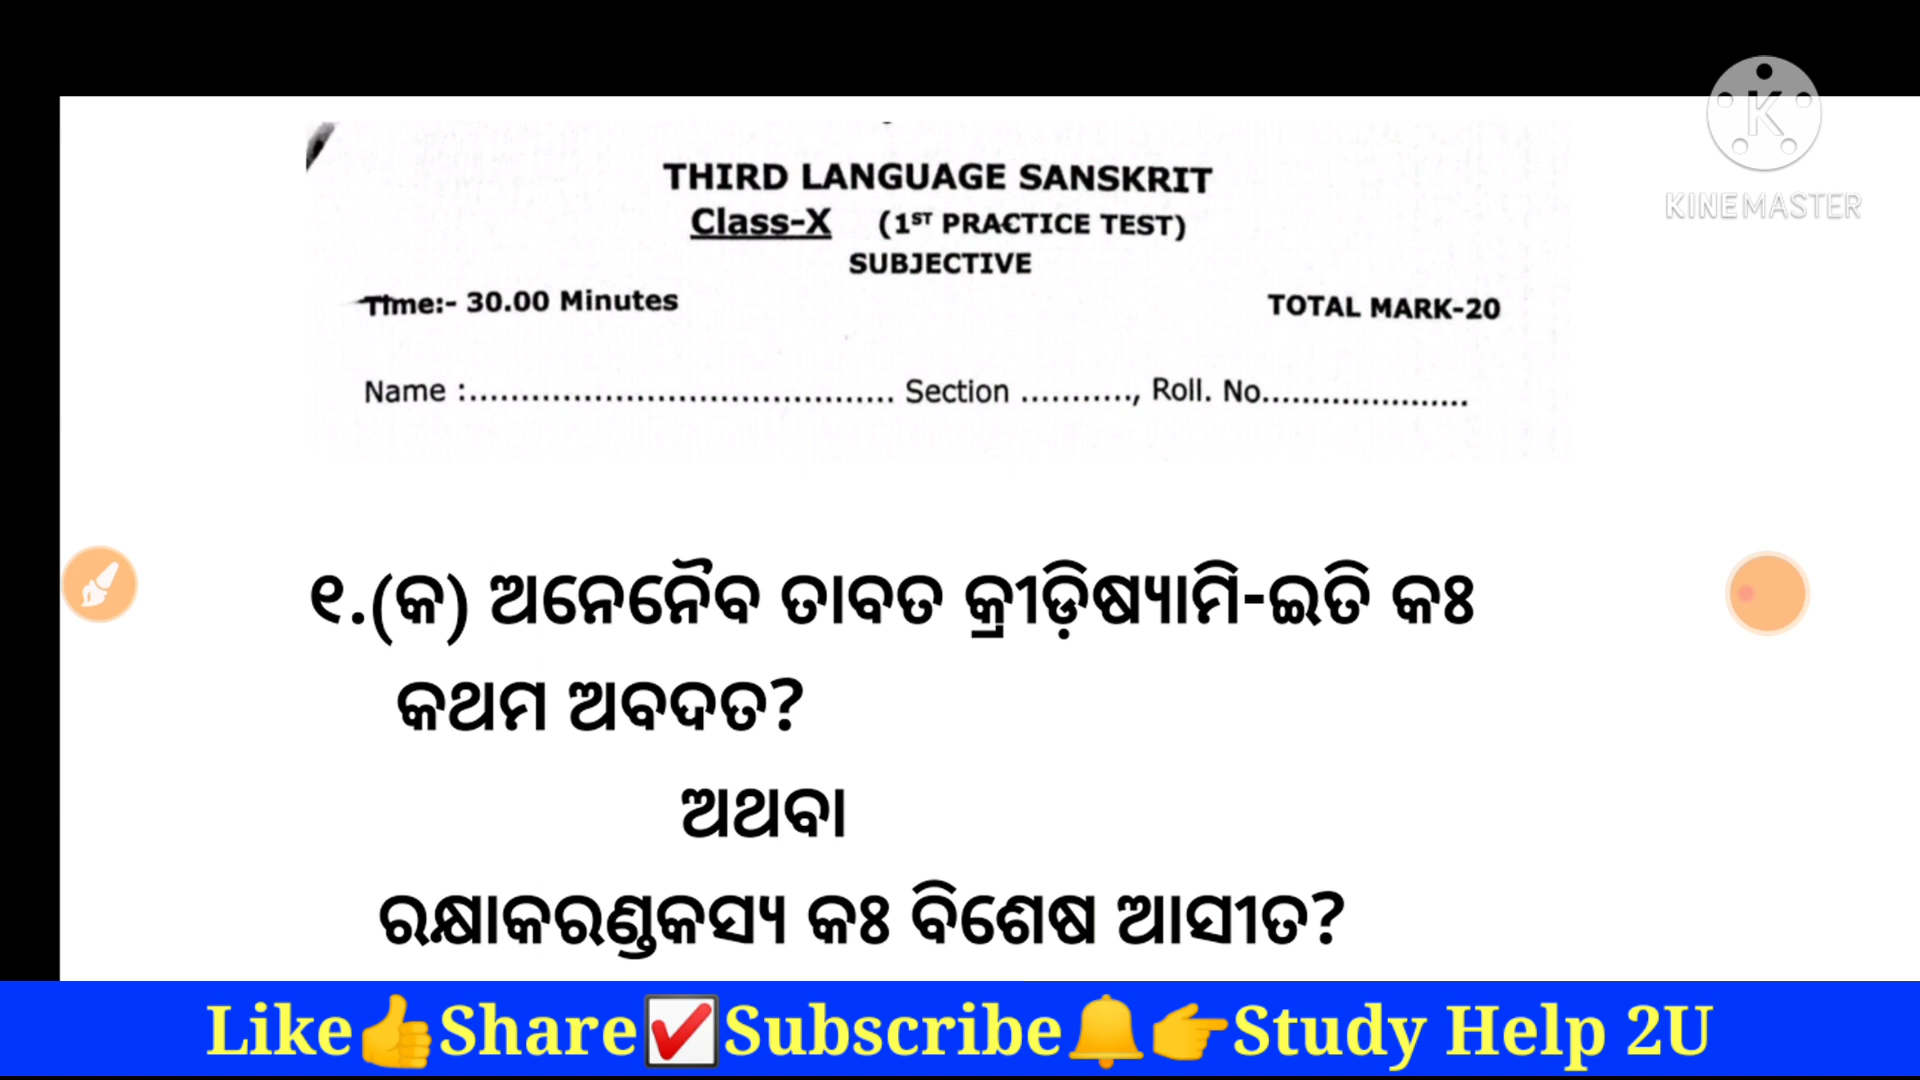 K
KINEMASTER
THIRD LANGUAGE SANSKRIT
Class-X (1ST PRACTICE TEST)
SUBJECTIVE
Time:- 30.00 Minutes TOTAL MARK-20
Name :.......................................... Section ..........., Roll. No.....................
୧.(କ) ଅନେନୈବ ତାବତ କ୍ରୀଡ଼ିଷ୍ୟାମି-ଇତି କଃ
କଥମ ଅବଦତ?
ଅଥବା
ରକ୍ଷାକରଣ୍ଡକସ୍ୟ କଃ ବିଶେଷ ଆସୀତ?
Like👍Share☑Subscribe🔔👉Study Help 2U